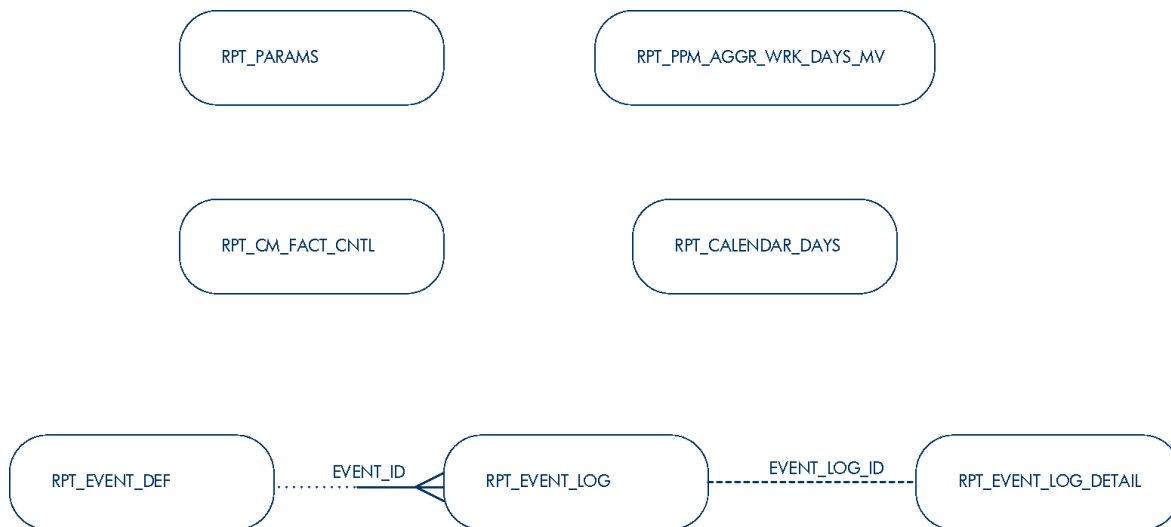 RPT_PARAMS
RPT_PPM_AGGR_WRK_DAYS_MV
RPT_CM_FACT_CNTL
RPT_CALENDAR_DAYS
RPT_EVENT_DEF
EVENT_ID
RPT_EVENT_LOG
EVENT_LOG_ID
RPT_EVENT_LOG_DETAIL